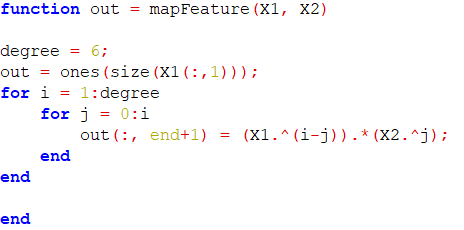 function out = mapFeature(X1, X2)
degree = 6;
out = ones(size(X1(:,1)));
for i = 1:degree
    for j = 0:i
        out(:, end+1) = (X1.^(i-j)).*(X2.^j);
    end
end
end